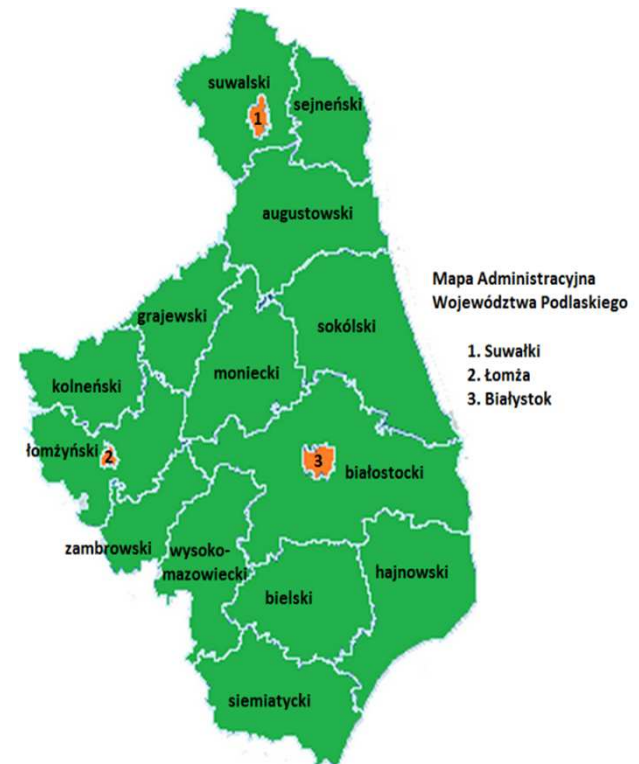 suwalski
sejneński
1
augustowski
Mapa Administracyjna
Województwa Podlaskiego
1. Suwałki
2. Łomża
3. Białystok
grajewski
sokólski
moniecki
kolneński
łomżyński
2
3
białostocki
zambrowski
wysoko-
mazowiecki
hajnowski
bielski
siemiatycki